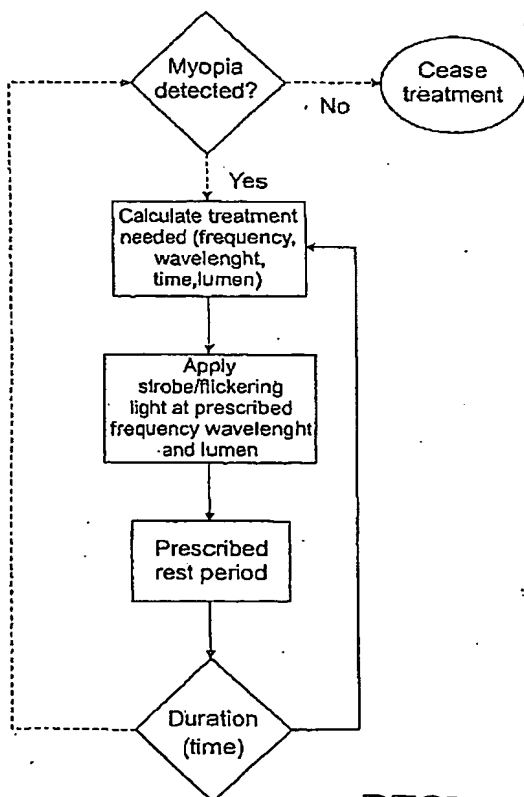 Myopia
detected?
Cease
treatment
No
Yes
Calculate treatment
needed (frequency,
wavelenght,
time,lumen)
Apply
strobe/flickering
light at prescribed
frequency wavelenght
and lumen
Prescribed
rest period
Duration
(time)